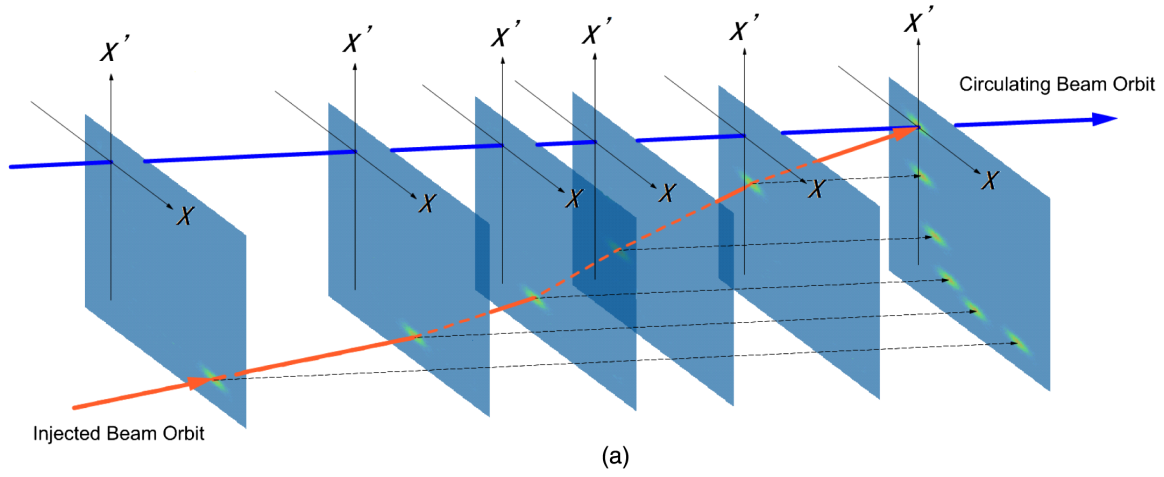 X’
X’
X’
X’
X’
X’
Circulating Beam Orbit
X
X
X
X
X
X
Injected Beam Orbit
(a)